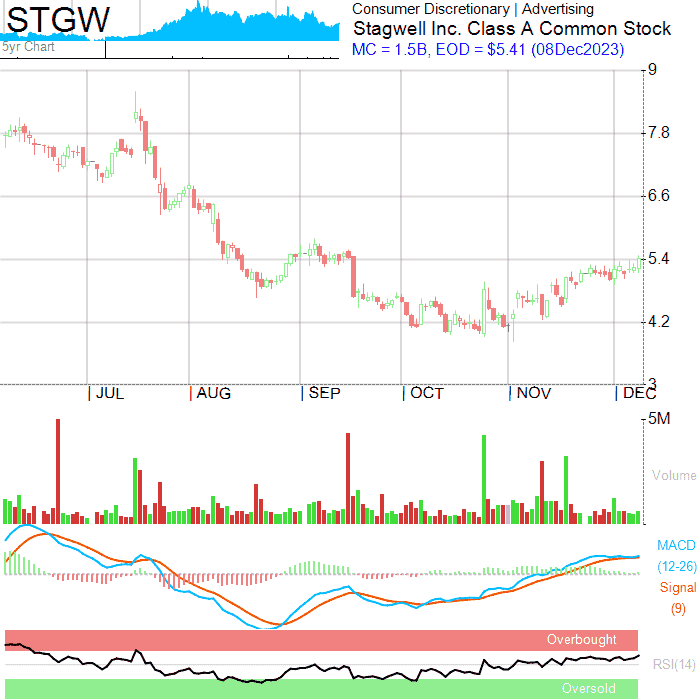 STGW
5yr Chart
Consumer Discretionary | Advertising
Stagwell Inc. Class A Common Stock
MC = 1.5B, EOD = $5.41 (08Dec2023)
9
7.8
6.6
5.4
4.2
3
JUL AUG SEP OCT NOV DEC
5M
Volume
MACD
(12-26)
Signal
(9)
Overbought
RSI(14)
Oversold